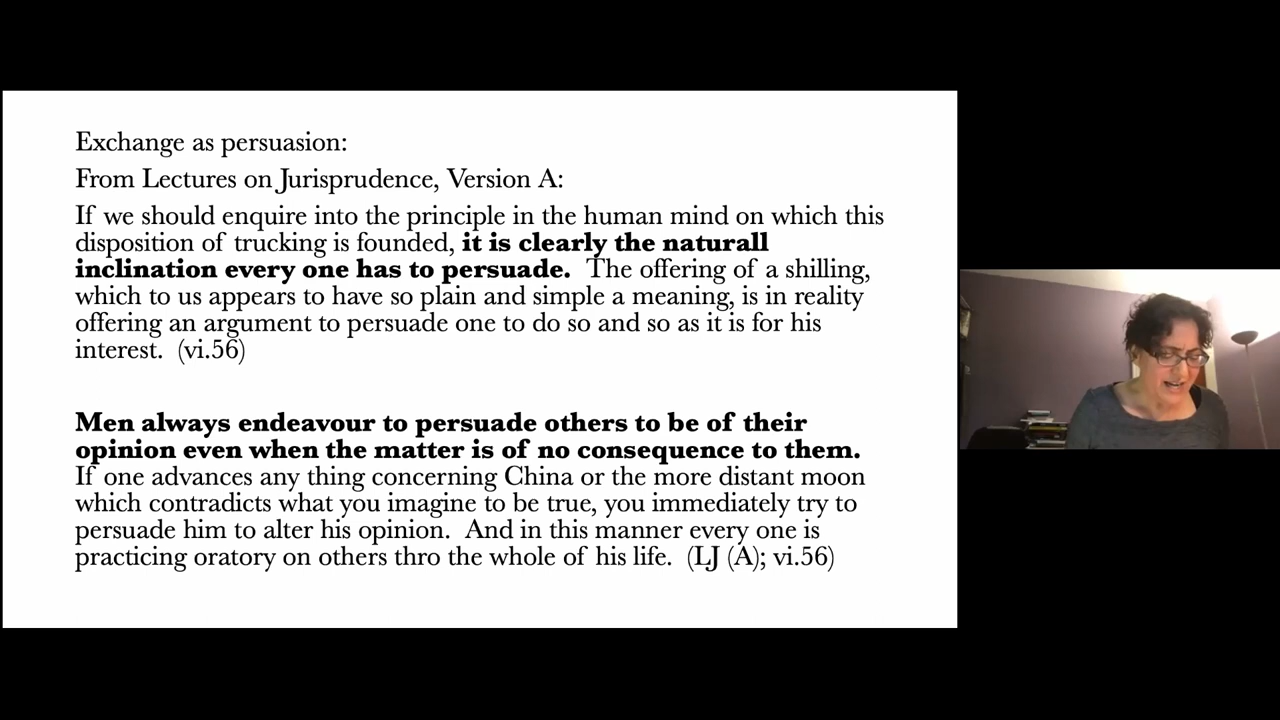 Exchange as persuasion:
From Lectures on Jurisprudence, Version A:
If we should enquire into the principle in the human mind on which this
disposition of trucking is founded, it is clearly the naturall
inclination every one has to persuade.  The offering of a shilling,
which to us appears to have so plain and simple a meaning, is in reality
offering an argument to persuade one to do so and so as it is for his
interest.  (vi.56)
Men always endeavour to persuade others to be of their
opinion even when the matter is of no consequence to them.
If one advances any thing concerning China or the more distant moon
which contradicts what you imagine to be true, you immediately try to
persuade him to alter his opinion.  And in this manner every one is
practicing oratory on others thro the whole of his life.  (LJ (A); vi.56)